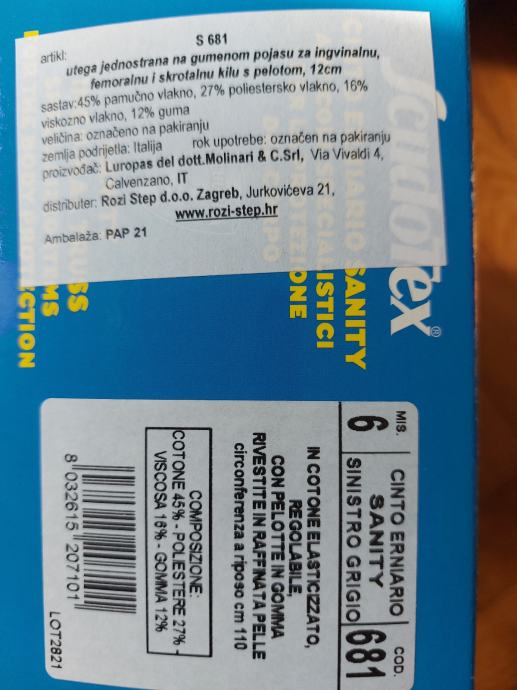 S 681
artikl:
utega jednostrana na gumenom pojasu za ingvinalnu,
femoralnu i skrotalnu kilu s pelotom, 12cm
sastav:45% pamučno vlakno, 27% poliestersko vlakno, 16%
viskozno vlakno, 12% guma
veličina: označeno na pakiranju
zemlja podrijetla: Italija rok upotrebe: označen na pakiranju
proizvođač: Luropas del dott.Molinari & C.Srl, Via Vivaldi 4,
Calvenzano, IT
distributer: Rozi Step d.o.o. Zagreb, Jurkovićeva 21,
www.rozi-step.hr
Ambalaža: PAP 21
ScudoTex®
SANITY
MIS. CINTO ERNIARIO COD.
6 SANITY 681
SINISTRO GRIGIO
IN COTONE ELASTICIZZATO,
REGOLABILE,
CON PELOTTE IN GOMMA
RIVESTITE IN RAFFINATA PELLE
circonferenza a riposo cm 110
COMPOSIZIONE:
COTONE 45% - POLIESTERE 27% -
VISCOSA 16% - GOMMA 12%
8 032615 207101
LOT2821